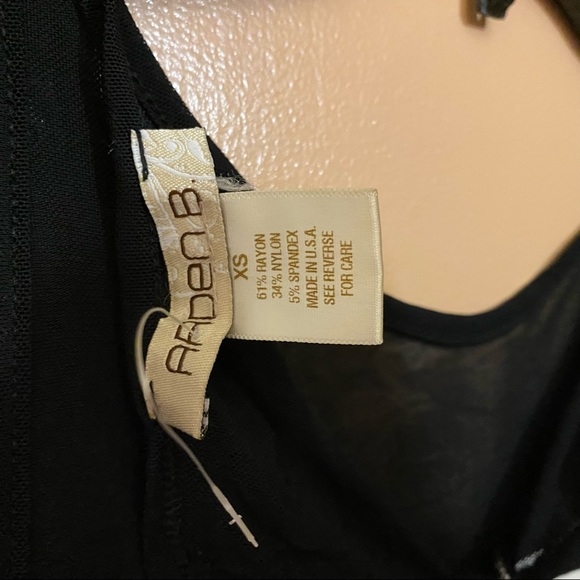 ARDEN B.
XS
61% RAYON
34% NYLON
5% SPANDEX
MADE IN U.S.A.
SEE REVERSE
FOR CARE